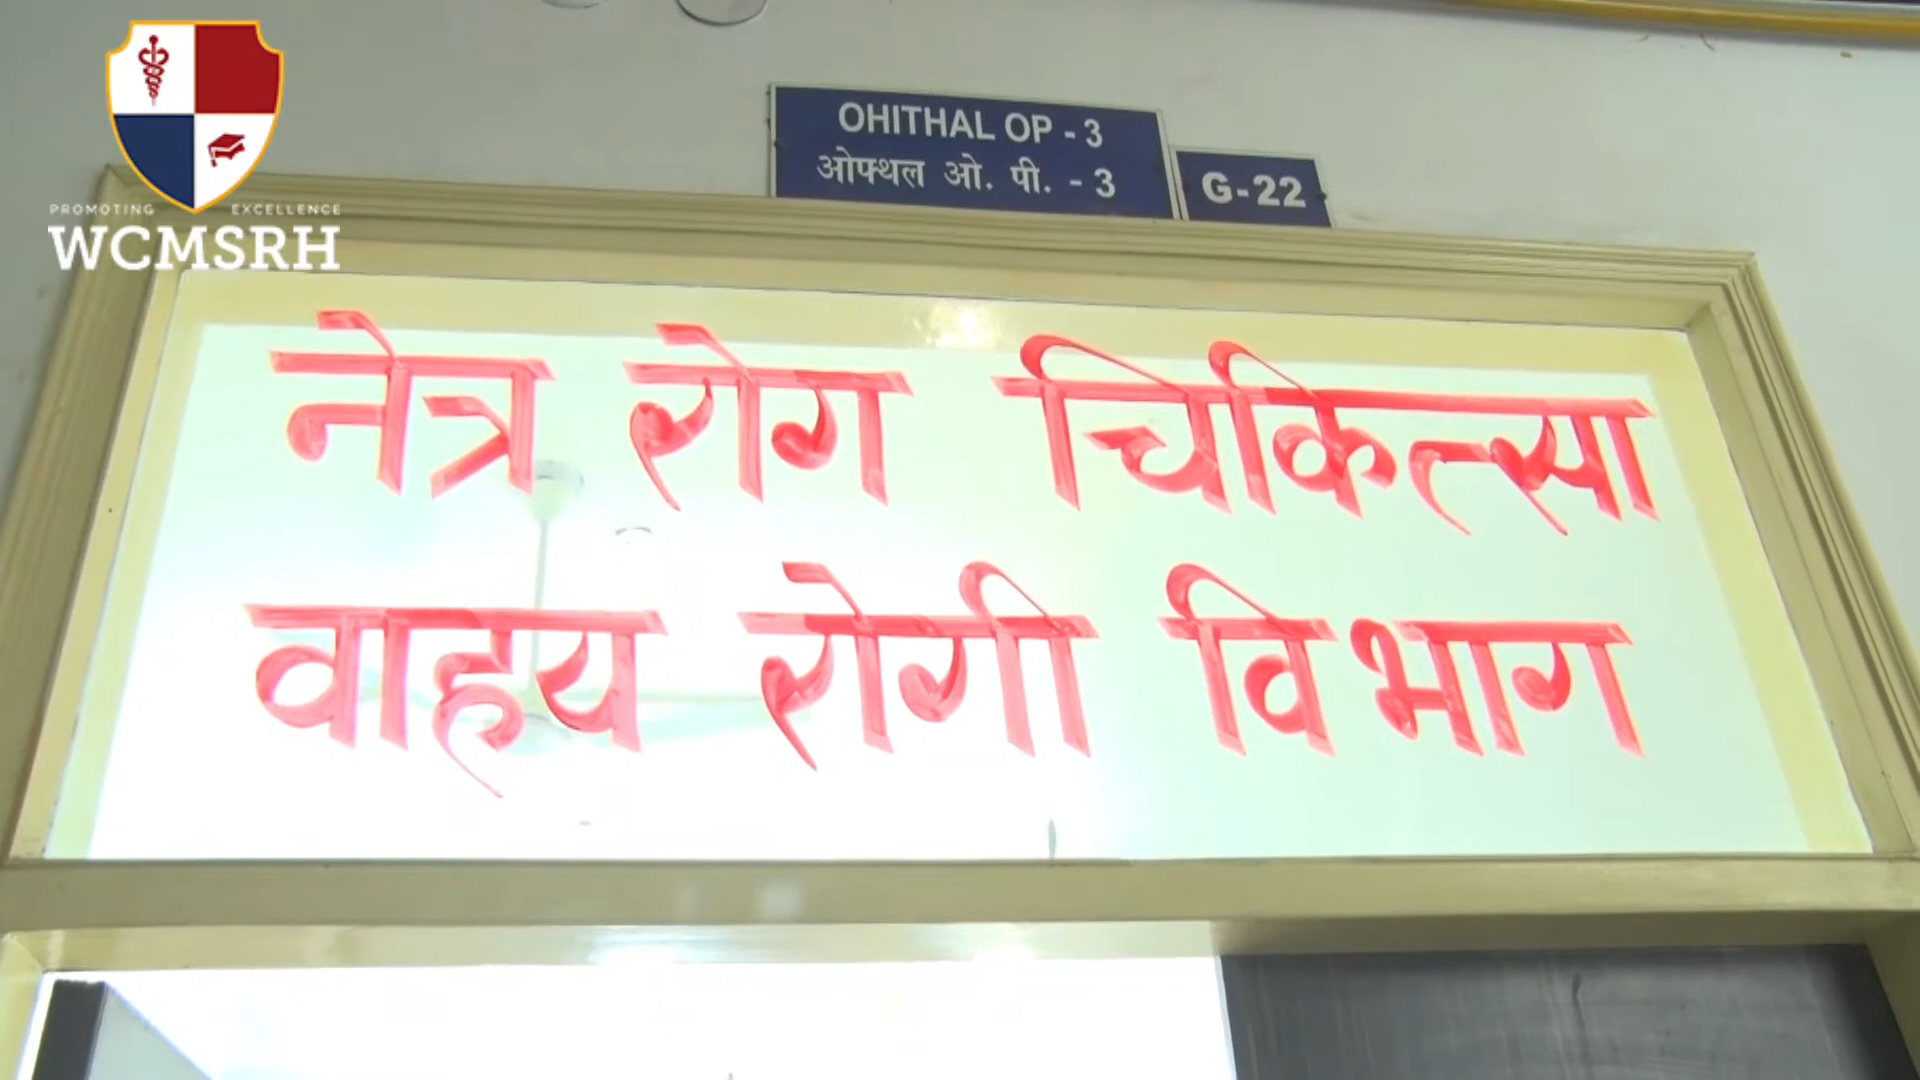 PROMOTING EXCELLENCE
WCMSRH
OHITHAL OP - 3
ओफ्थल ओ. पी. - 3
G-22
नेत्र रोग चिकित्सा
वाहय रोगी विभाग